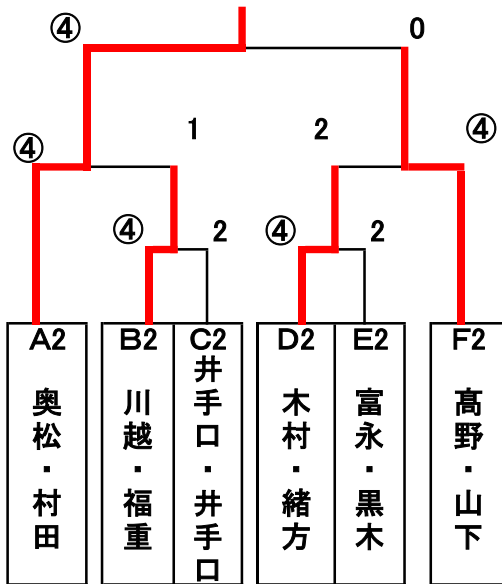 ④ 0
④ 1 2 ④
④ 2 ④ 2
A2 B2 C2 D2 E2 F2
奥松・村田
川越・福重
井手口・井手口
木村・緒方
富永・黒木
髙野・山下